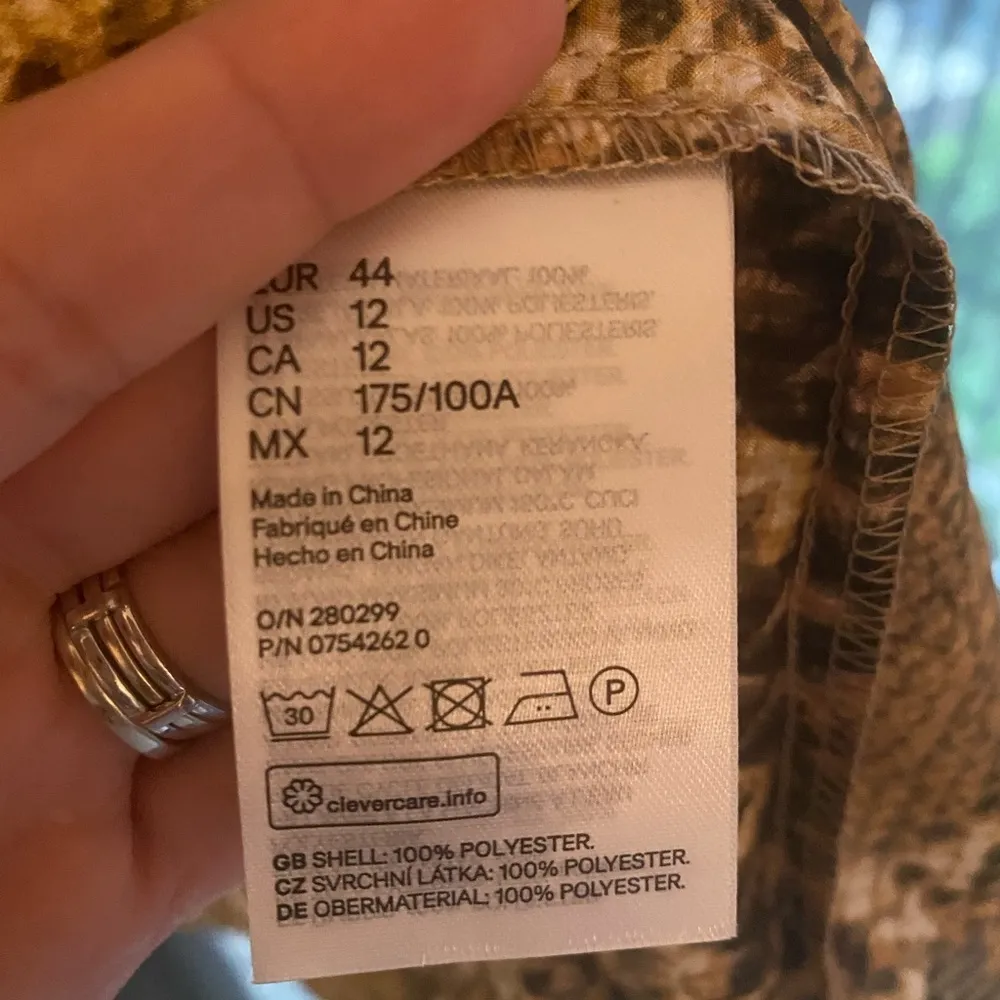 EUR 44
US 12
CA 12
CN 175/100A
MX 12
Made in China
Fabriqué en Chine
Hecho en China
O/N 280299
P/N 0754262 0
30
P
clevercare.info
GB SHELL: 100% POLYESTER.
CZ SVRCHNÍ LÁTKA: 100% POLYESTER.
DE OBERMATERIAL: 100% POLYESTER.